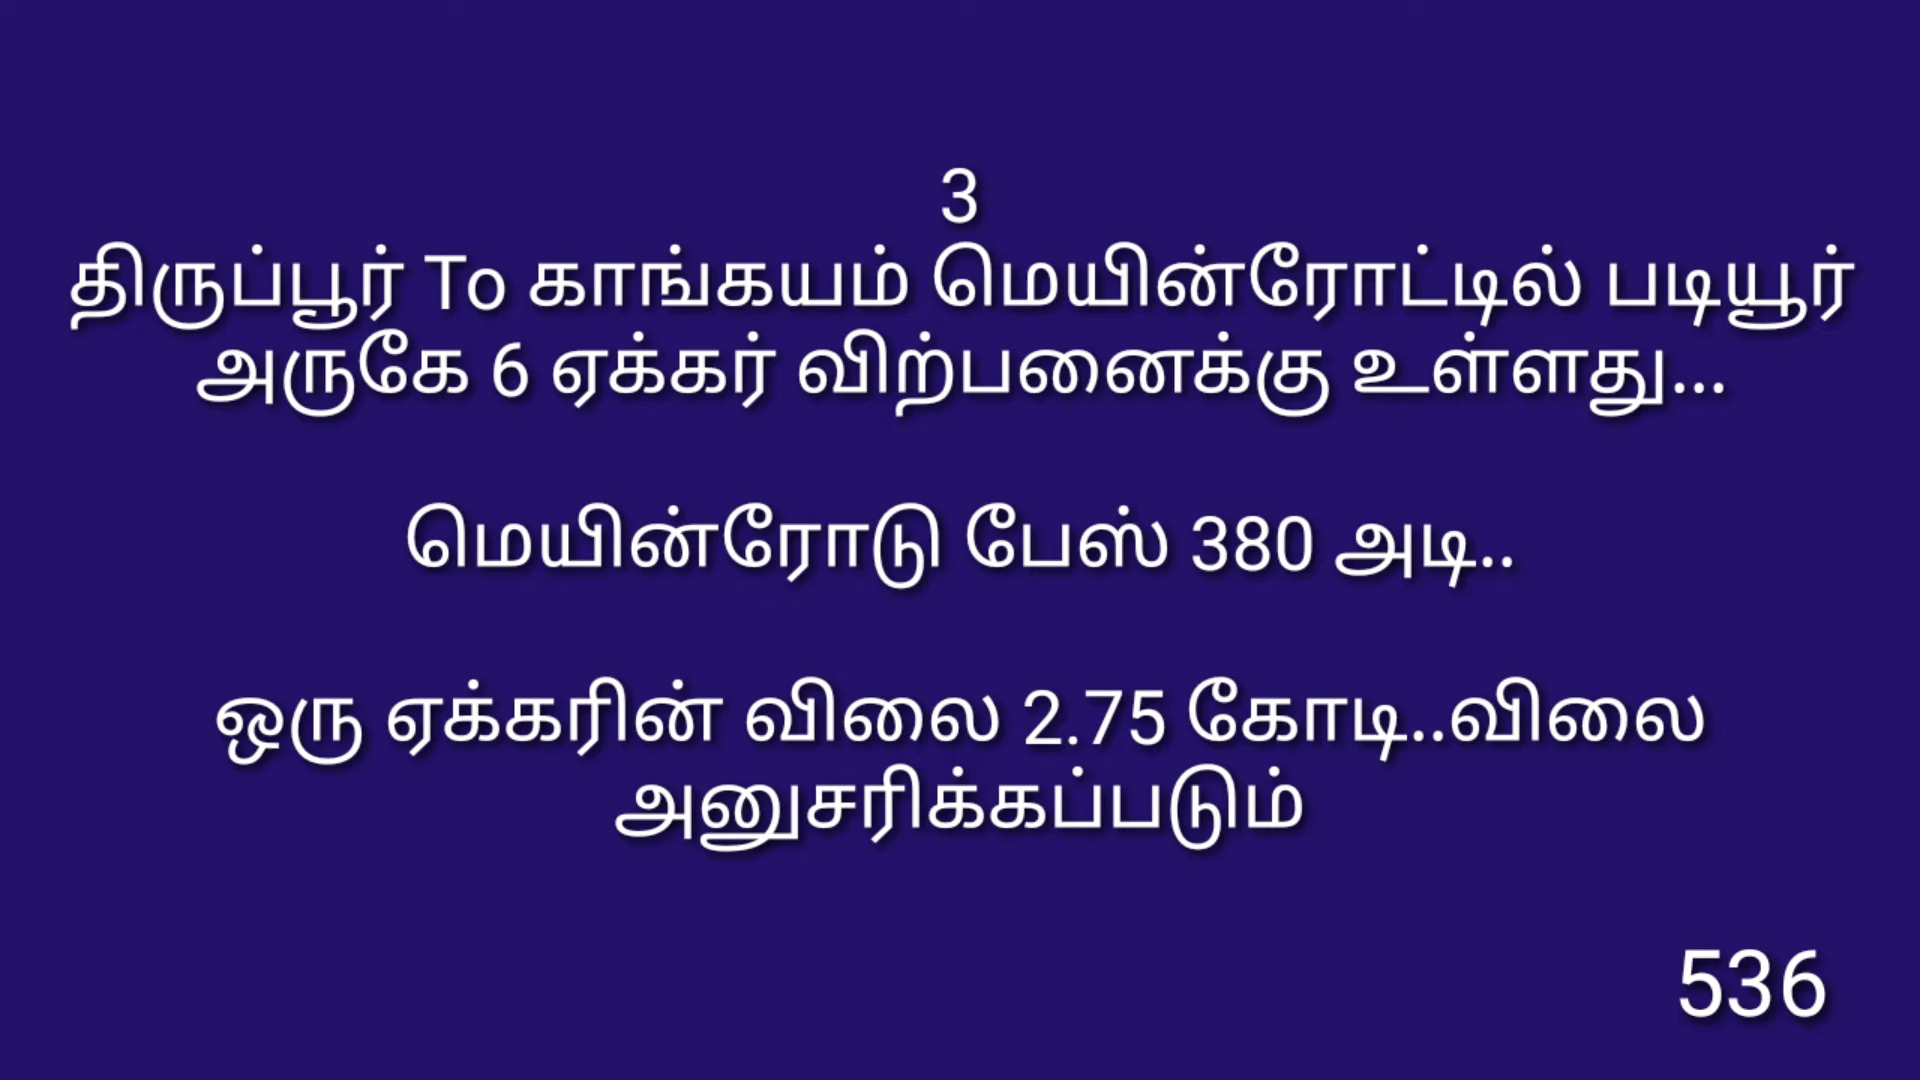 3
திருப்பூர் To காங்கயம் மெயின்ரோட்டில் படியூர்
அருகே 6 ஏக்கர் விற்பனைக்கு உள்ளது...
மெயின்ரோடு பேஸ் 380 அடி..
ஒரு ஏக்கரின் விலை 2.75 கோடி..விலை
அனுசரிக்கப்படும்
536